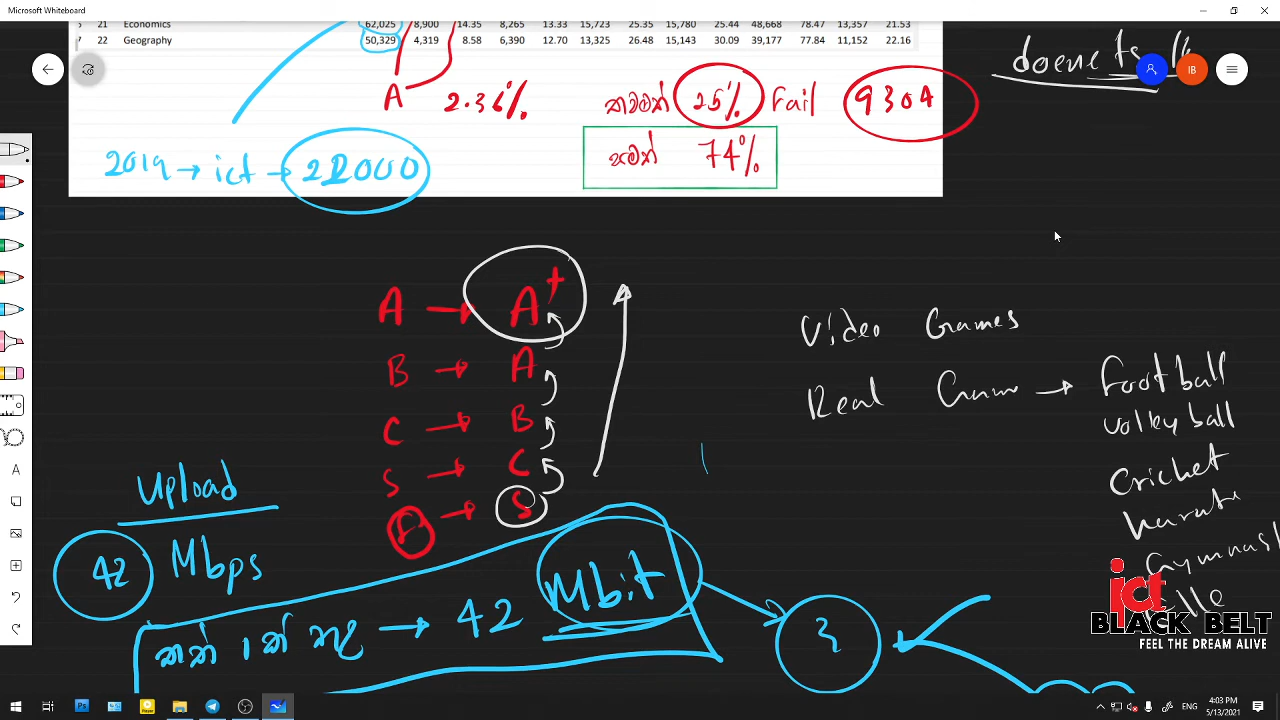 Microsoft Whiteboard
21 Economics 62,025 8,900 14.35 8,265 13.33 15,723 25.35 15,780 25.44 48,668 78.47 13,357 21.53
22 Geography 50,329 4,319 8.58 6,390 12.70 13,325 26.48 15,143 30.09 39,177 77.84 11,152 22.16
IB
A 2.36% 25% Fail 9304
සමත් 74%
2019 → ict → 22000
A → A+
B → A
C → B
S → C
F → S
Video Games
Real → Football
Volley ball
Cricket
karate
Upload
42 Mbps
→ 42 Mbit
ict
BLACK BELT
FEEL THE DREAM ALIVE
4:03 PM
5/13/2021